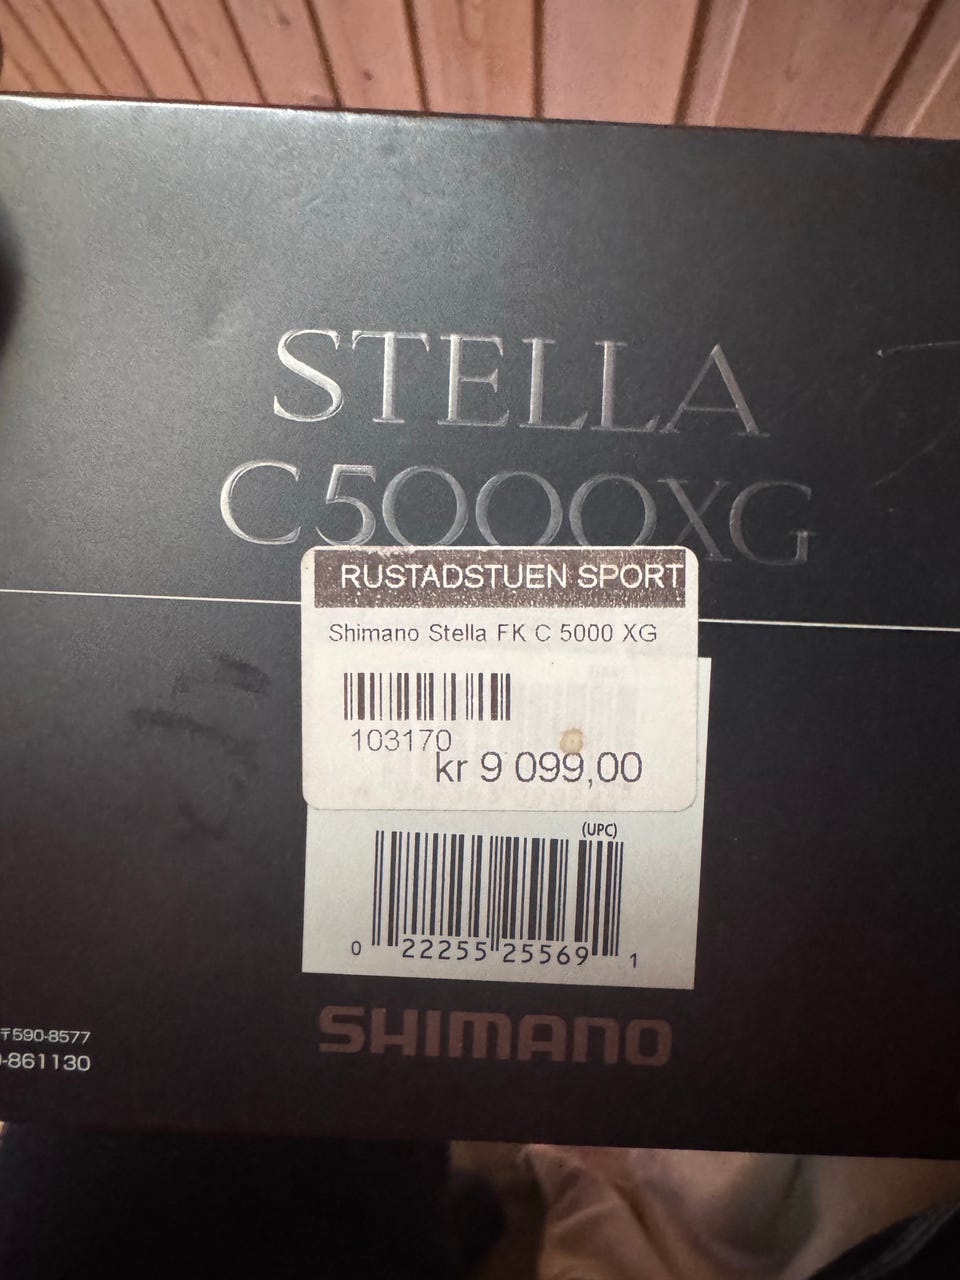 STELLA
C5000XG
RUSTADSTUEN SPORT
Shimano Stella FK C 5000 XG
103170
kr 9 099,00
(UPC)
0 22255 25569 1
SHIMANO
〒590-8577
-861130